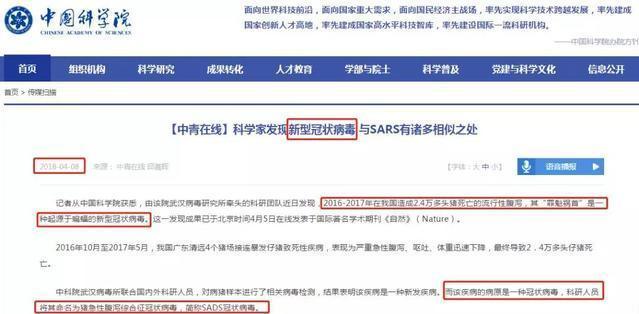 中国科学院
CHINESE ACADEMY OF SCIENCES
面向世界科技前沿，面向国家重大需求，面向国民经济主战场，率先实现科学技术跨越发展，率先建成
国家创新人才高地，率先建成国家高水平科技智库，率先建设国际一流科研机构。
——中国科学院办院方针
首页 组织机构 科学研究 成果转化 人才教育 学部与院士 科学普及 党建与科学文化 信息公开
首页 > 传媒扫描
【中青在线】科学家发现新型冠状病毒 与SARS有诸多相似之处
2018-04-08 来源：中青在线 邱晨辉 【字体：大 中 小】 语音播报
记者从中国科学院获悉，由该院武汉病毒研究所牵头的科研团队近日发现，2016-2017年在我国造成2.4万多头猪死亡的流行性腹泻，其“罪魁祸首”是一
种起源于蝙蝠的新型冠状病毒。这一发现成果已于北京时间4月5日在线发表于国际著名学术期刊《自然》（Nature）。
2016年10月至2017年5月，我国广东清远4个猪场接连暴发仔猪致死性疾病，表现为严重急性腹泻、呕吐、体重迅速下降，最终导致2．4万多头仔猪死
亡。
中科院武汉病毒所联合国内外科研人员，对病猪样本进行了相关病毒检测，结果表明该疾病是一种新发疾病。而该疾病的病原是一种冠状病毒，科研人员
将其命名为猪急性腹泻综合征冠状病毒，简称SADS冠状病毒。